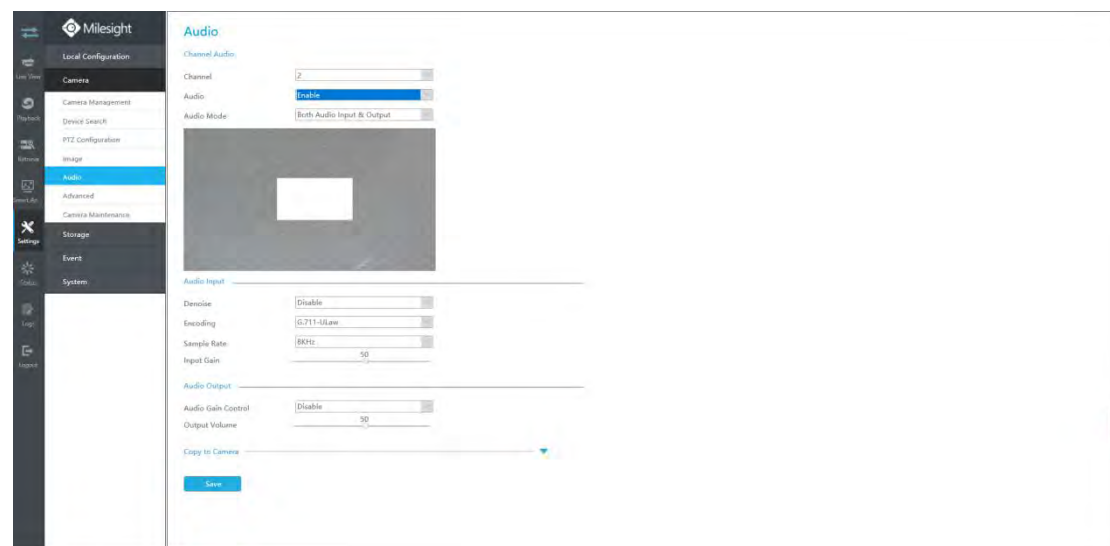 Milesight
Local Configuration
Camera
Camera Management
Device Search
PTZ Configuration
Image
Audio
Advanced
Camera Maintenance
Storage
Event
System
Live View
Playback
Retrieve
Smart An...
Settings
Status
Logs
Logout
Audio
Channel Audio
Channel 2
Audio Enable
Audio Mode Both Audio Input & Output
Audio Input
Denoise Disable
Encoding G.711-ULaw
Sample Rate 8KHz
Input Gain 50
Audio Output
Audio Gain Control Disable
Output Volume 50
Copy to Camera
Save